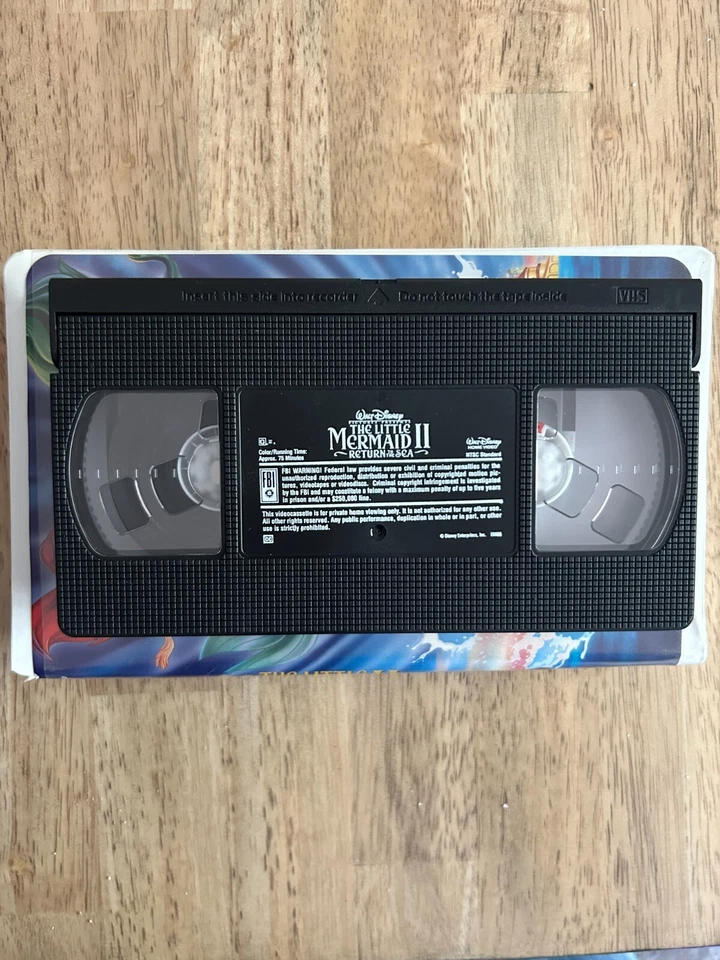 Insert this side into recorder Do not touch the tape inside VHS
Walt Disney
PICTURES PRESENTS
THE LITTLE
MERMAID II
RETURN TO THE SEA
Color/Running Time:
Approx. 75 Minutes
Walt Disney
HOME VIDEO
NTSC Standard
FBI
FBI WARNING! Federal law provides severe civil and criminal penalties for the
unauthorized reproduction, distribution or exhibition of copyrighted motion pic-
tures, videotapes or videodiscs. Criminal copyright infringement is investigated
by the FBI and may constitute a felony with a maximum penalty of up to five years
in prison and/or a $250,000 fine.
This videocassette is for private home viewing only. It is not authorized for any other use.
All other rights reserved. Any public performance, duplication in whole or in part, or other
use is strictly prohibited.
© Disney Enterprises, Inc.
THE LITTLE